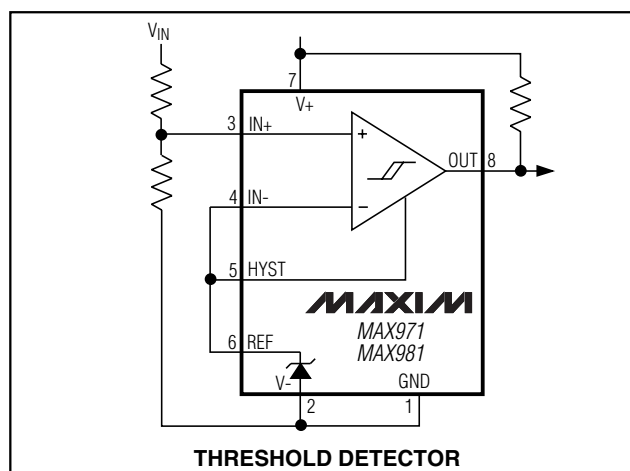 VIN
7
V+
3 IN+
+
OUT 8
4 IN-
−
5 HYST
MAXIM
MAX971
MAX981
6 REF
V-
GND
2
1
THRESHOLD DETECTOR